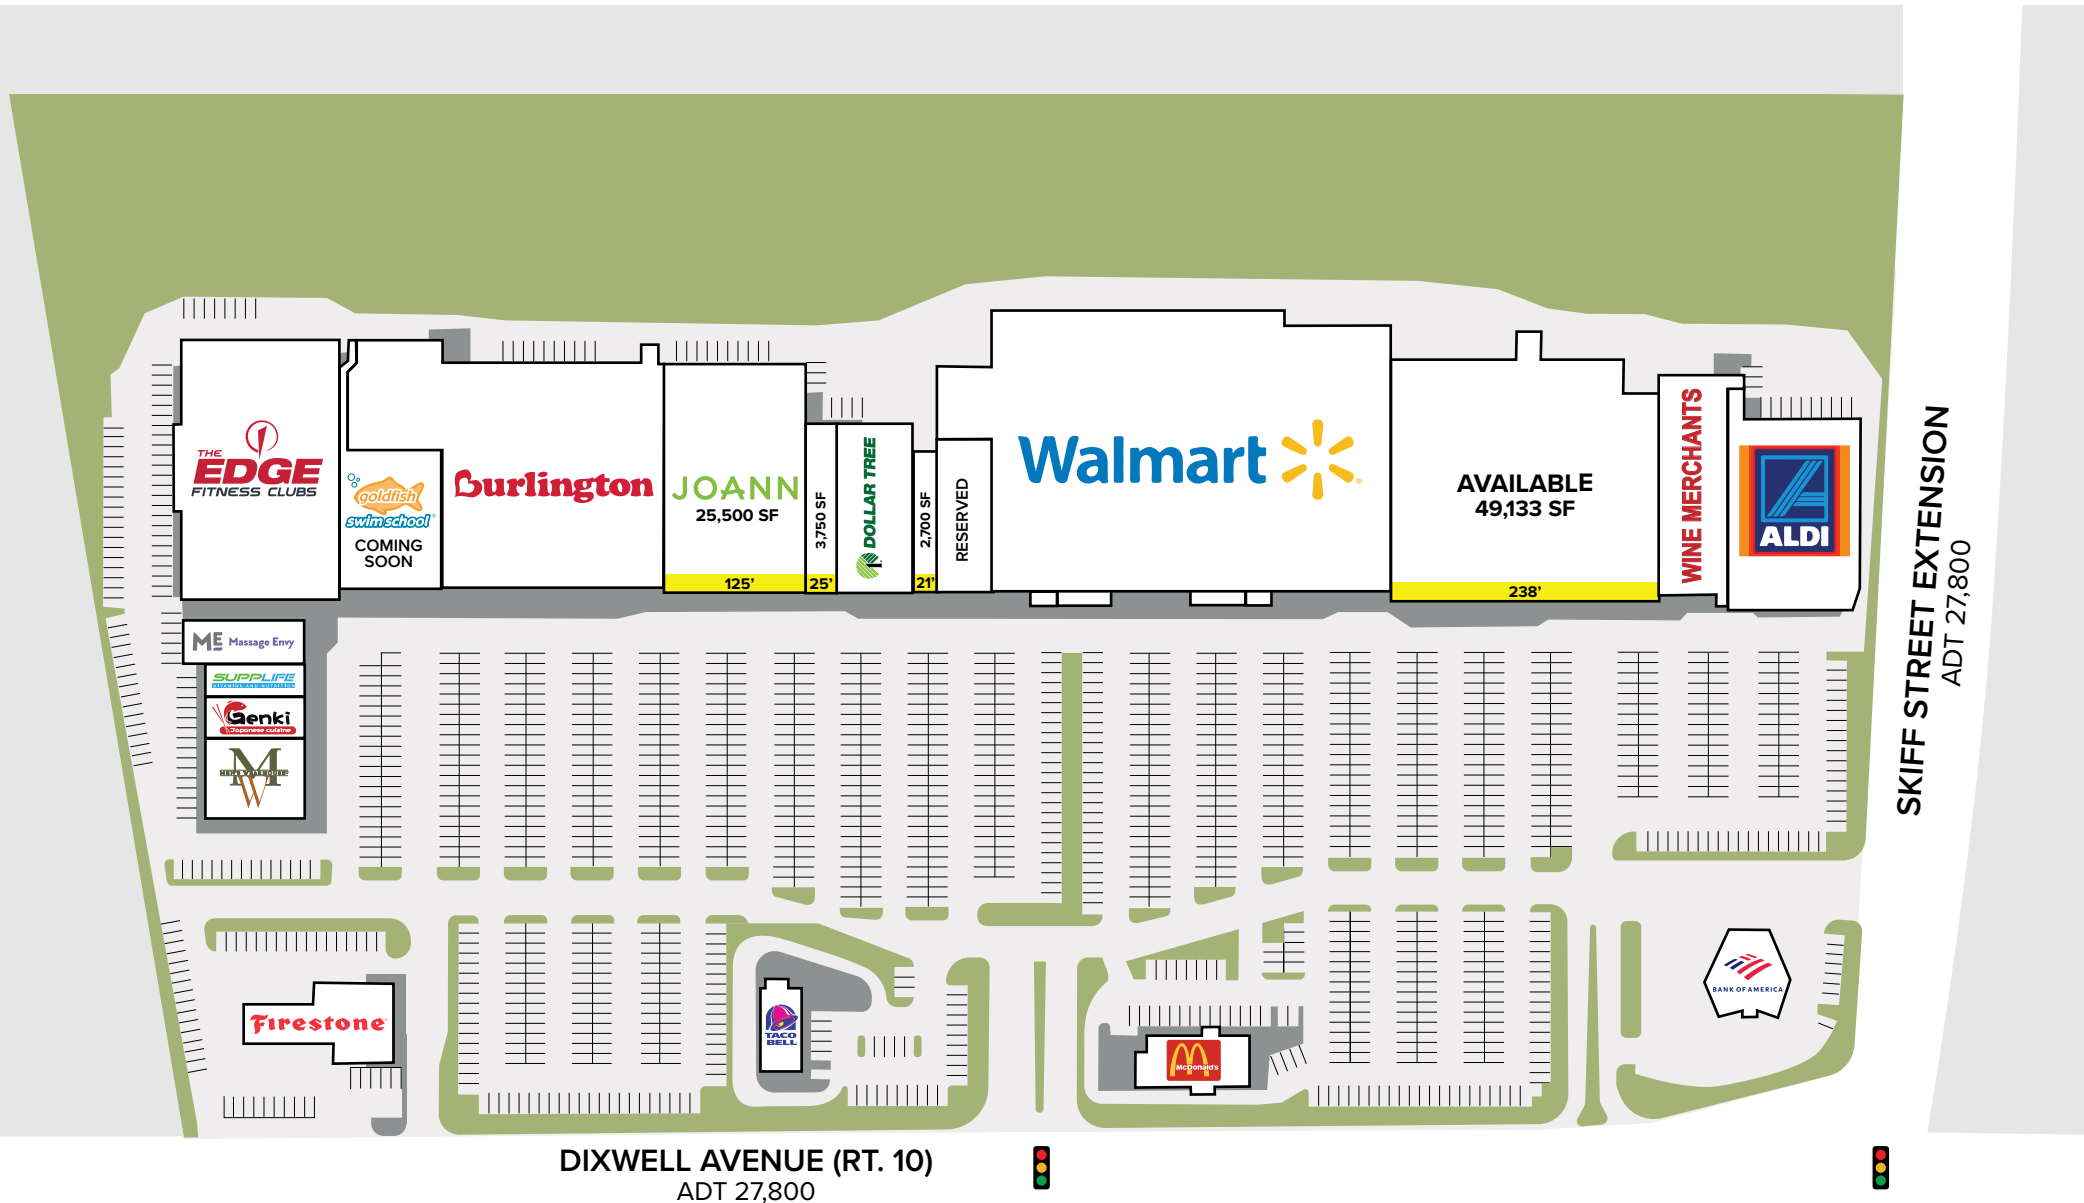 THE
EDGE
FITNESS CLUBS
goldfish
swim school
COMING
SOON
Burlington
JOANN
25,500 SF
125'
3,750 SF
25'
DOLLAR TREE
2,700 SF
21'
RESERVED
Walmart
AVAILABLE
49,133 SF
238'
WINE MERCHANTS
ALDI
SKIFF STREET EXTENSION
ADT 27,800
ME Massage Envy
SUPPLIFE
Genki
Japanese cuisine
MW
Firestone
TACO
BELL
McDonald's
BANK OF AMERICA
DIXWELL AVENUE (RT. 10)
ADT 27,800